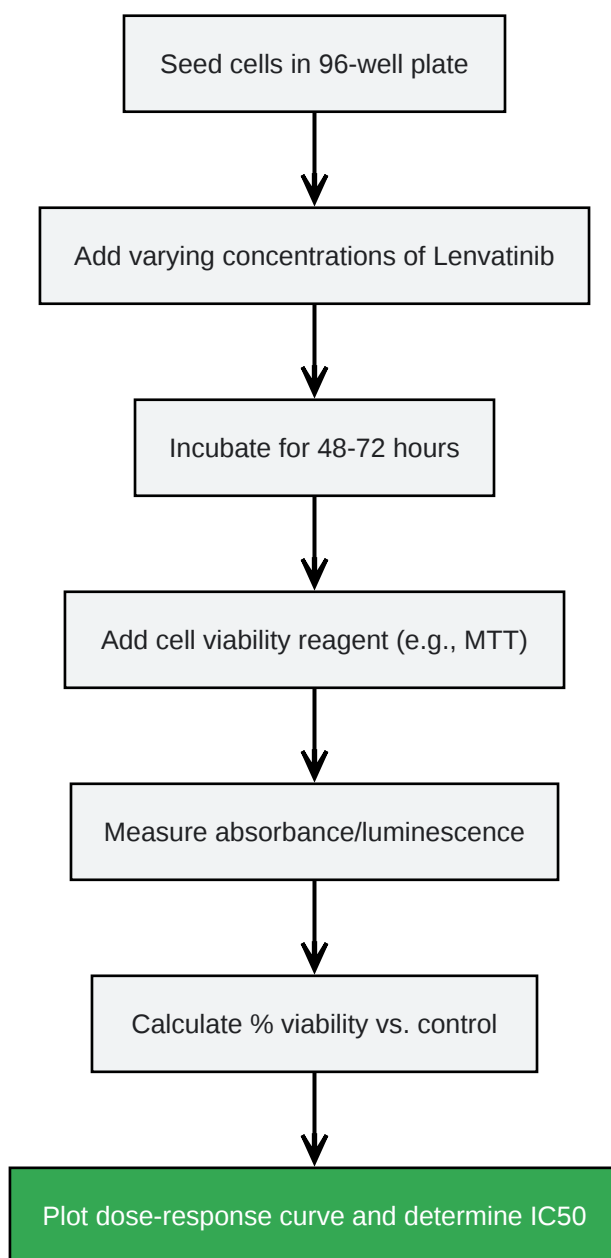 Seed cells in 96-well plate
Add varying concentrations of Lenvatinib
Incubate for 48-72 hours
Add cell viability reagent (e.g., MTT)
Measure absorbance/luminescence
Calculate % viability vs. control
Plot dose-response curve and determine IC50